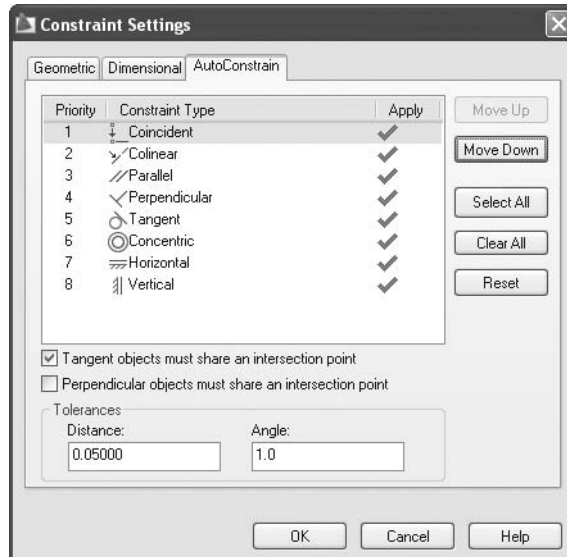 Constraint Settings
Geometric Dimensional AutoConstrain
Priority Constraint Type Apply
1 Coincident
2 Colinear
3 Parallel
4 Perpendicular
5 Tangent
6 Concentric
7 Horizontal
8 Vertical
Move Up
Move Down
Select All
Clear All
Reset
Tangent objects must share an intersection point
Perpendicular objects must share an intersection point
Tolerances
Distance: Angle:
0.05000 1.0
OK Cancel Help